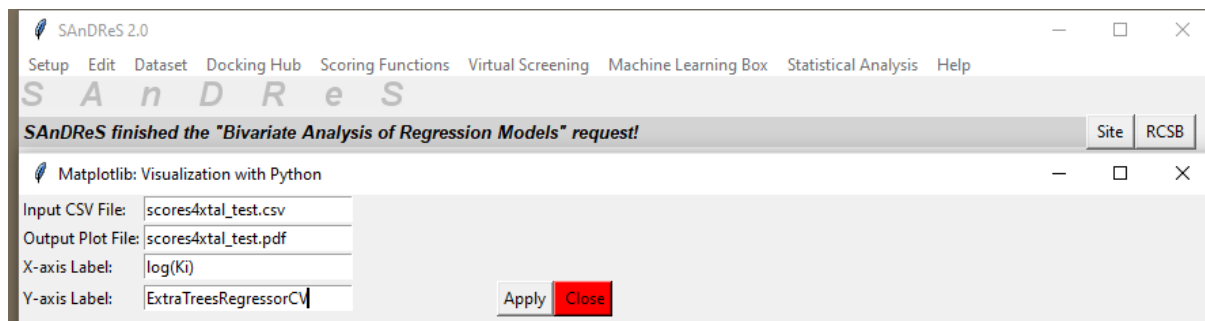 SAnDReS 2.0
Setup Edit Dataset Docking Hub Scoring Functions Virtual Screening Machine Learning Box Statistical Analysis Help
S A n D R e S
SAnDReS finished the "Bivariate Analysis of Regression Models" request! Site RCSB
Matplotlib: Visualization with Python
Input CSV File: scores4xtal_test.csv
Output Plot File: scores4xtal_test.pdf
X-axis Label: log(Ki)
Y-axis Label: ExtraTreesRegressorCV Apply Close